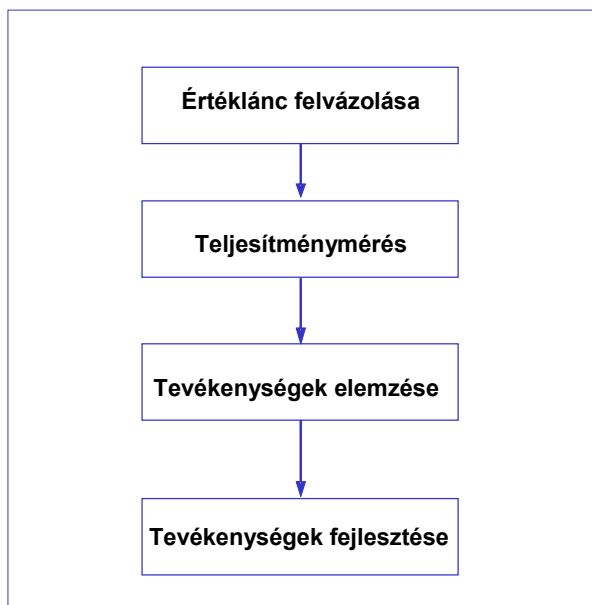 Értéklánc felvázolása
Teljesítménymérés
Tevékenységek elemzése
Tevékenységek fejlesztése